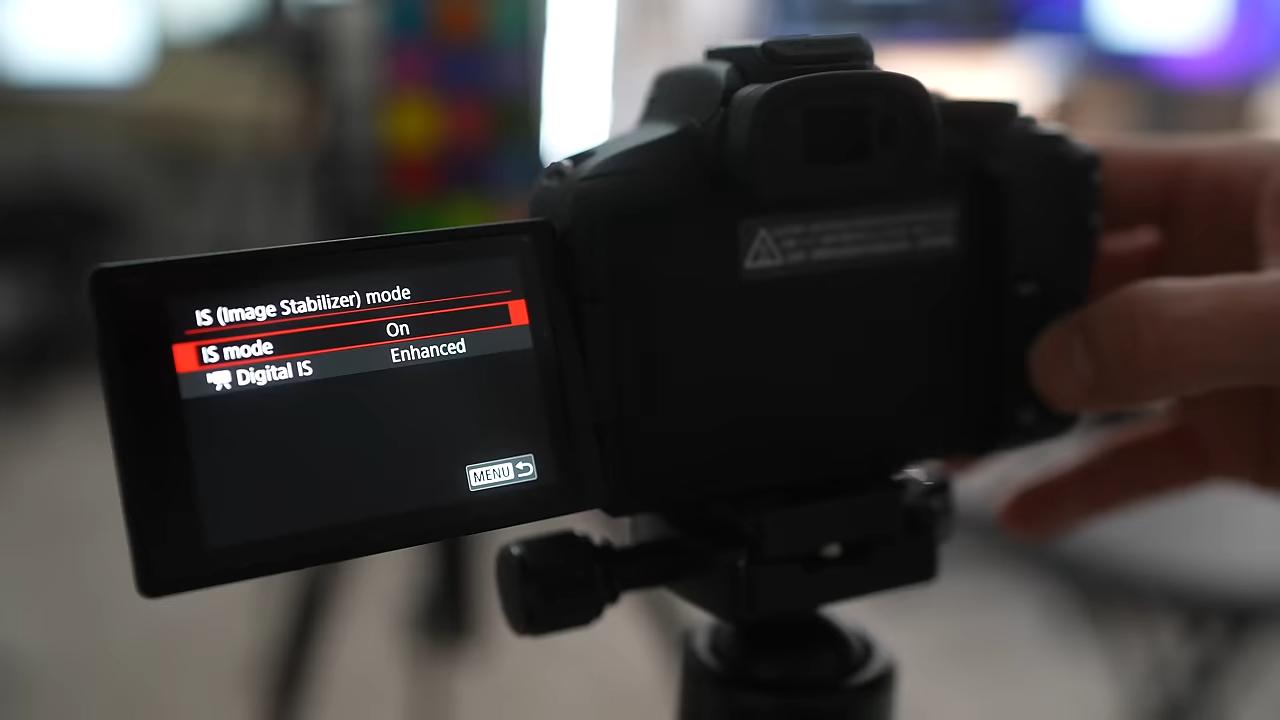 IS (Image Stabilizer) mode
IS mode On
Digital IS Enhanced
MENU